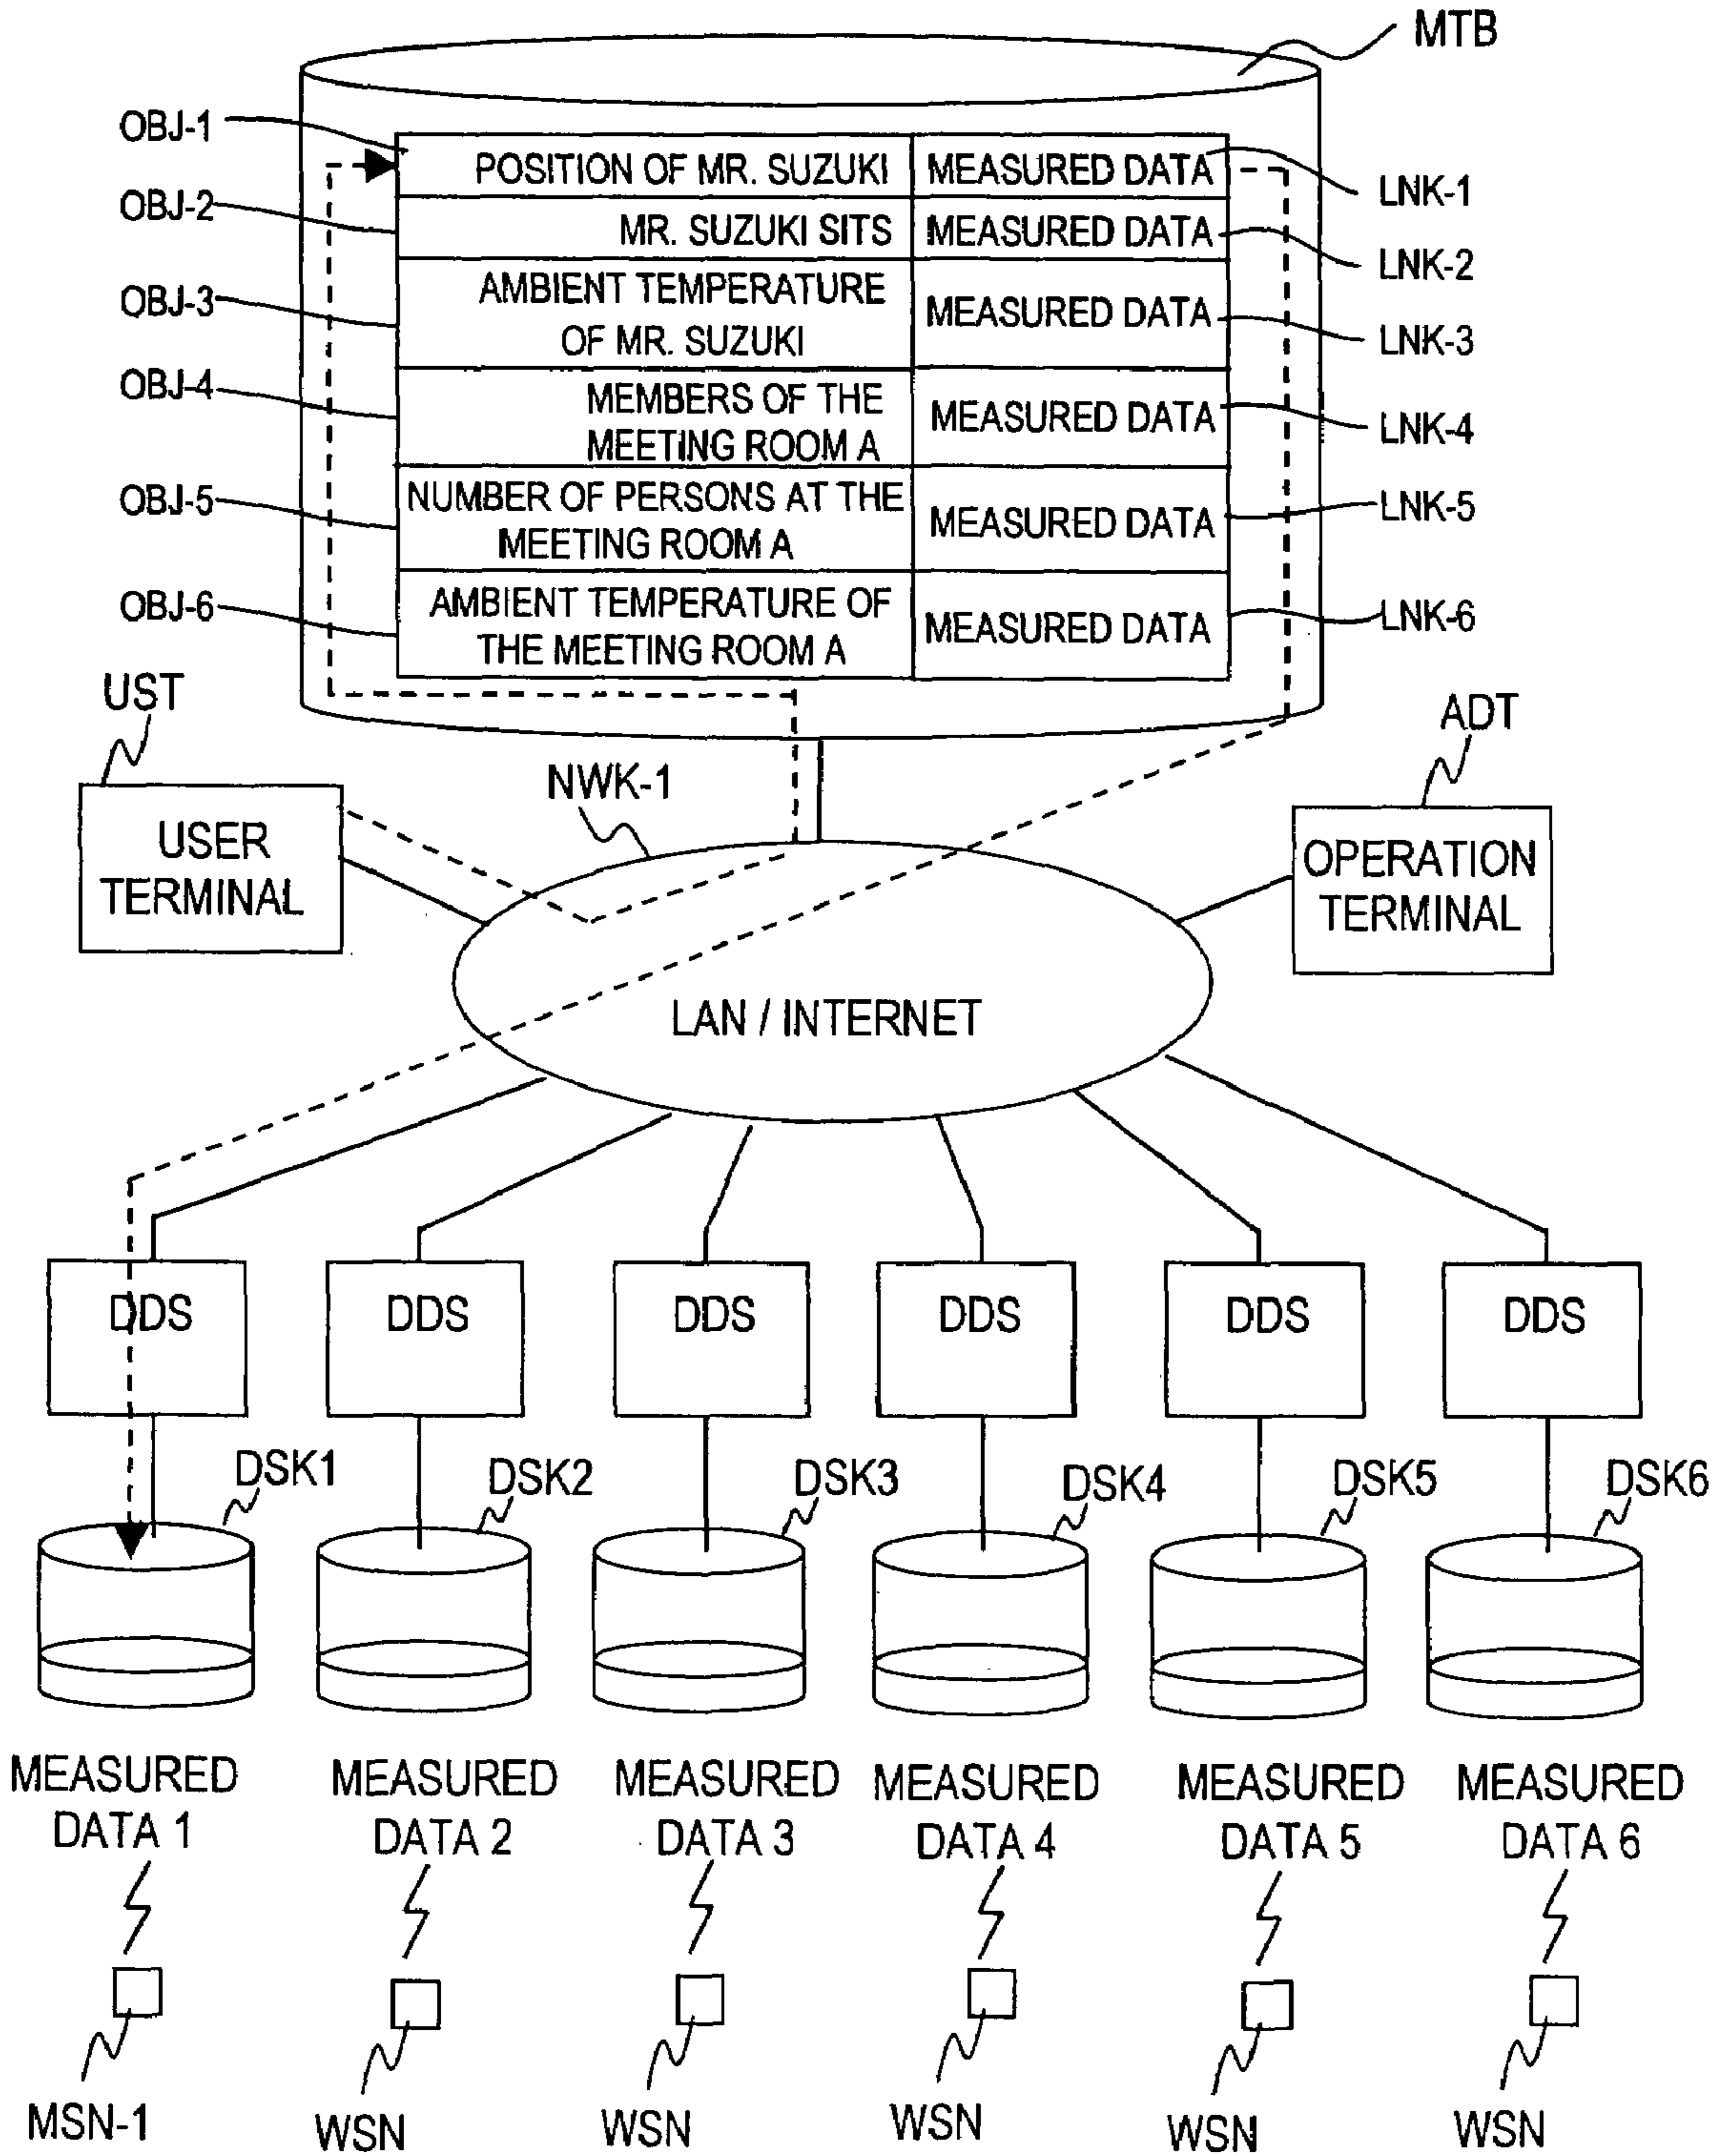 MTB
OBJ-1
POSITION OF MR. SUZUKI
MEASURED DATA
LNK-1
OBJ-2
MR. SUZUKI SITS
MEASURED DATA
LNK-2
OBJ-3
AMBIENT TEMPERATURE
OF MR. SUZUKI
MEASURED DATA
LNK-3
OBJ-4
MEMBERS OF THE
MEETING ROOM A
MEASURED DATA
LNK-4
OBJ-5
NUMBER OF PERSONS AT THE
MEETING ROOM A
MEASURED DATA
LNK-5
OBJ-6
AMBIENT TEMPERATURE OF
THE MEETING ROOM A
MEASURED DATA
LNK-6
UST
ADT
NWK-1
USER
TERMINAL
OPERATION
TERMINAL
LAN / INTERNET
DDS
DDS
DDS
DDS
DDS
DDS
DSK1
DSK2
DSK3
DSK4
DSK5
DSK6
MEASURED
DATA 1
MEASURED
DATA 2
MEASURED
DATA 3
MEASURED
DATA 4
MEASURED
DATA 5
MEASURED
DATA 6
MSN-1
WSN
WSN
WSN
WSN
WSN